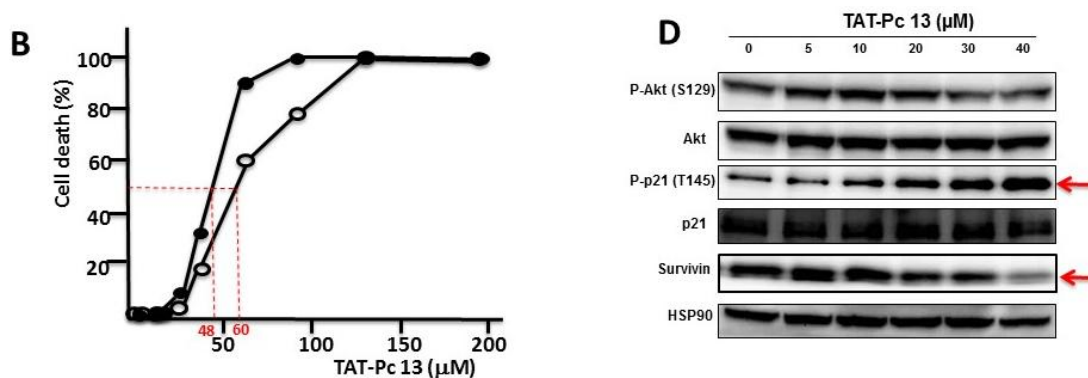 B
Cell death (%)
100
80
60
40
20
48
60
50
100
150
200
TAT-Pc 13 (μM)
D
TAT-Pc 13 (μM)
0 5 10 20 30 40
P-Akt (S129)
Akt
P-p21 (T145)
p21
Survivin
HSP90